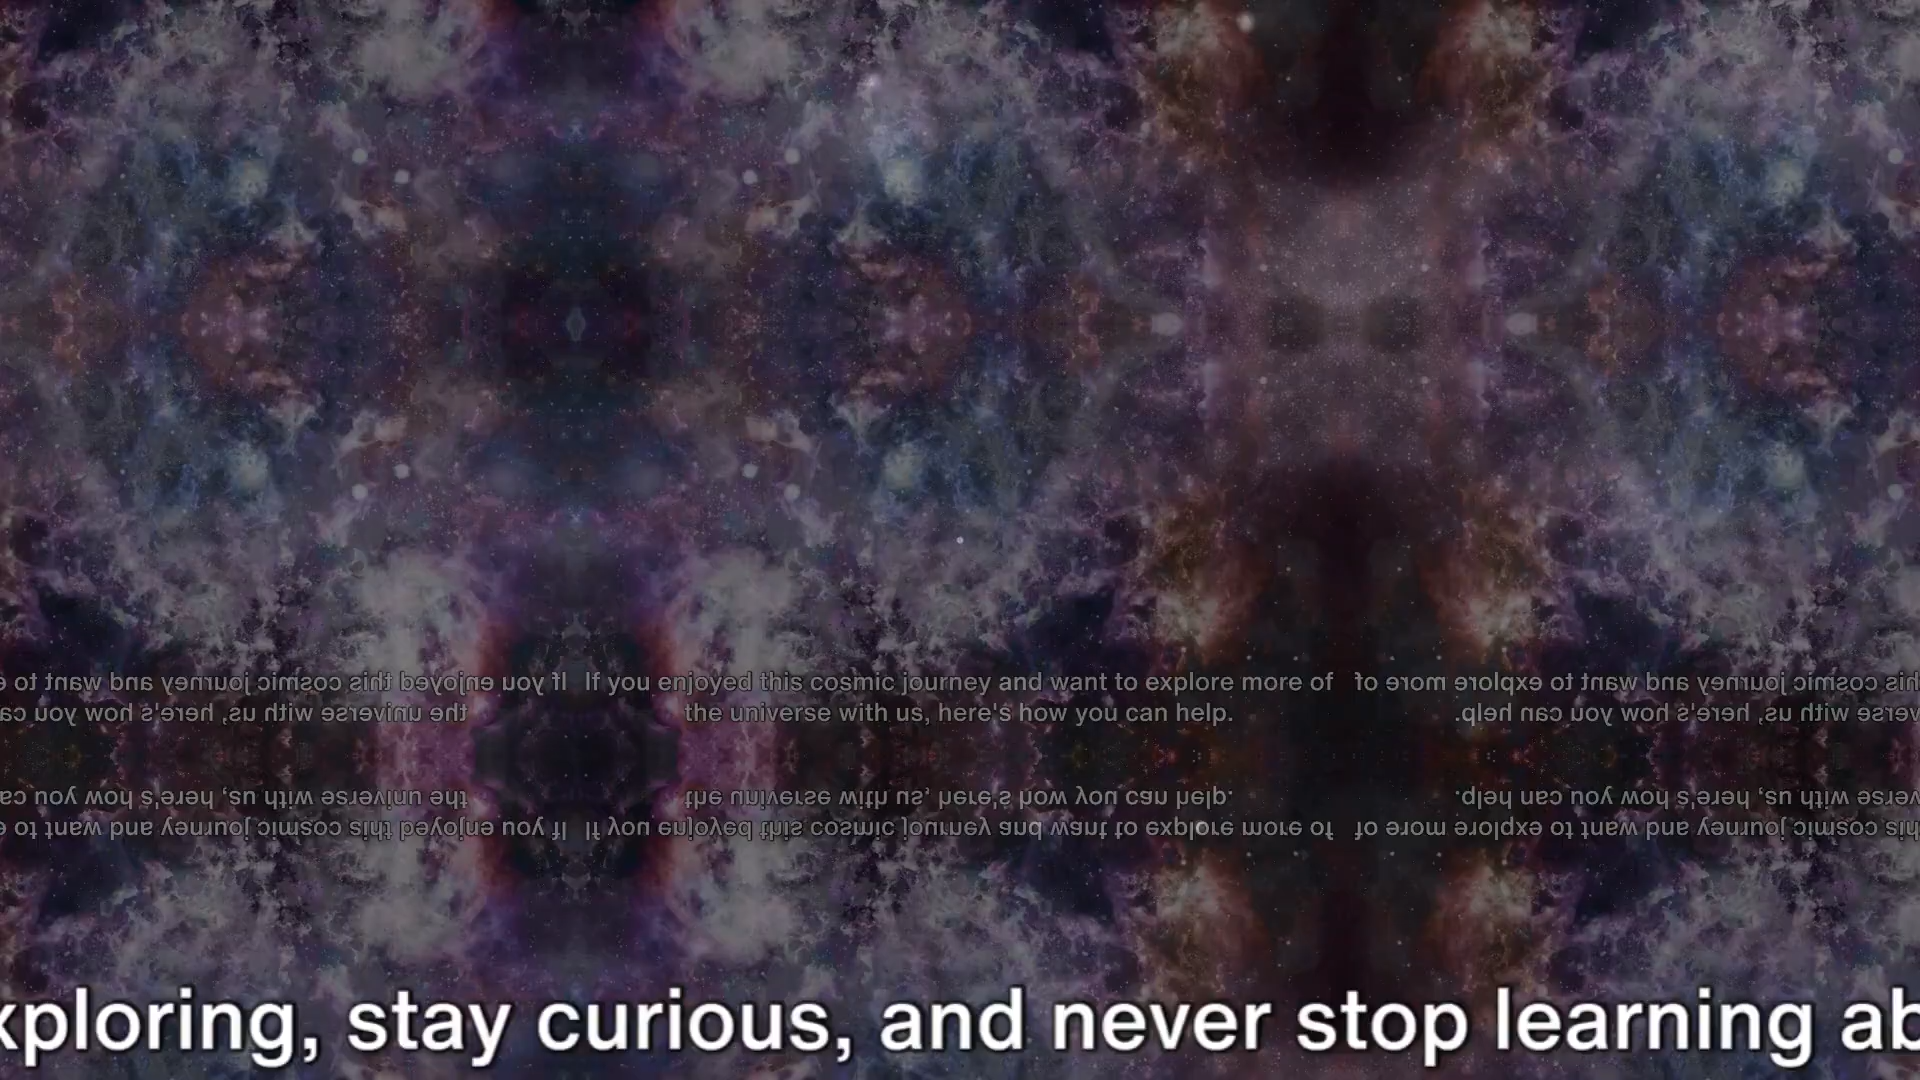 If you enjoyed this cosmic journey and want to explore more of
the universe with us, here's how you can help.
xploring, stay curious, and never stop learning ab